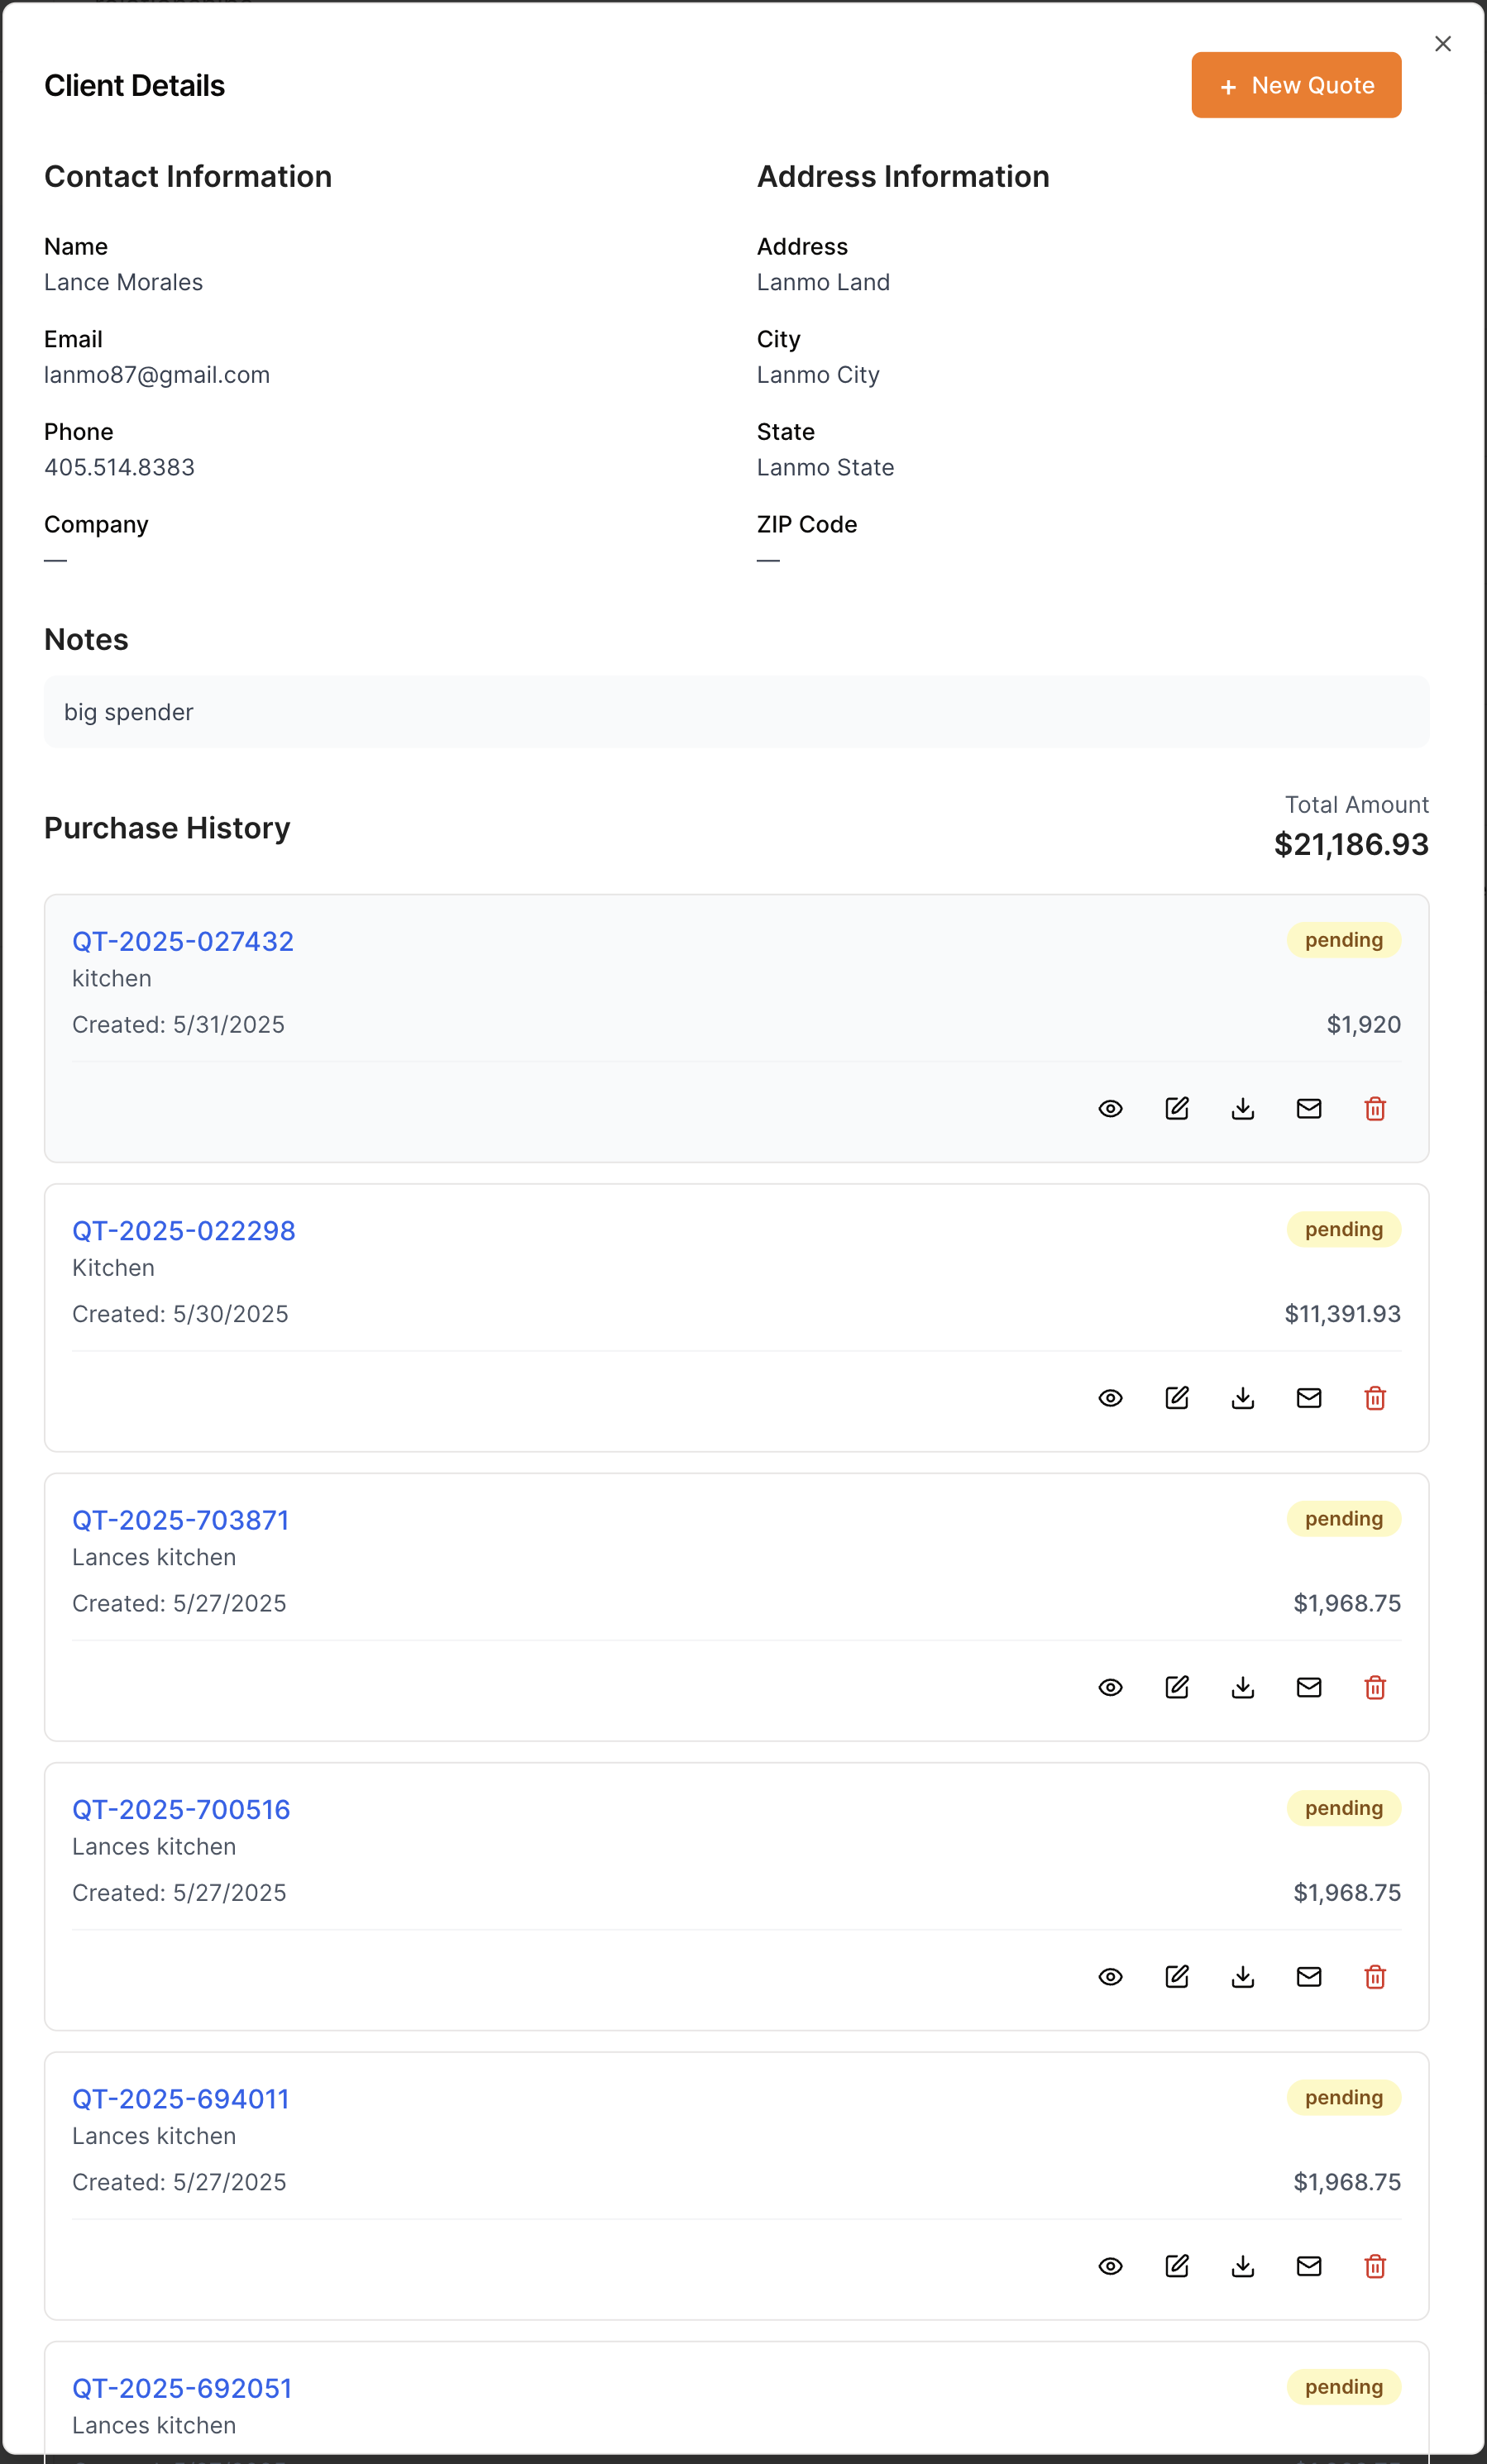 Client Details
+ New Quote
Contact Information
Name
Lance Morales
Email
lanmo87@gmail.com
Phone
405.514.8383
Company
—
Address Information
Address
Lanmo Land
City
Lanmo City
State
Lanmo State
ZIP Code
—
Notes
big spender
Purchase History
Total Amount
$21,186.93
QT-2025-027432
pending
kitchen
Created: 5/31/2025
$1,920
QT-2025-022298
pending
Kitchen
Created: 5/30/2025
$11,391.93
QT-2025-703871
pending
Lances kitchen
Created: 5/27/2025
$1,968.75
QT-2025-700516
pending
Lances kitchen
Created: 5/27/2025
$1,968.75
QT-2025-694011
pending
Lances kitchen
Created: 5/27/2025
$1,968.75
QT-2025-692051
pending
Lances kitchen